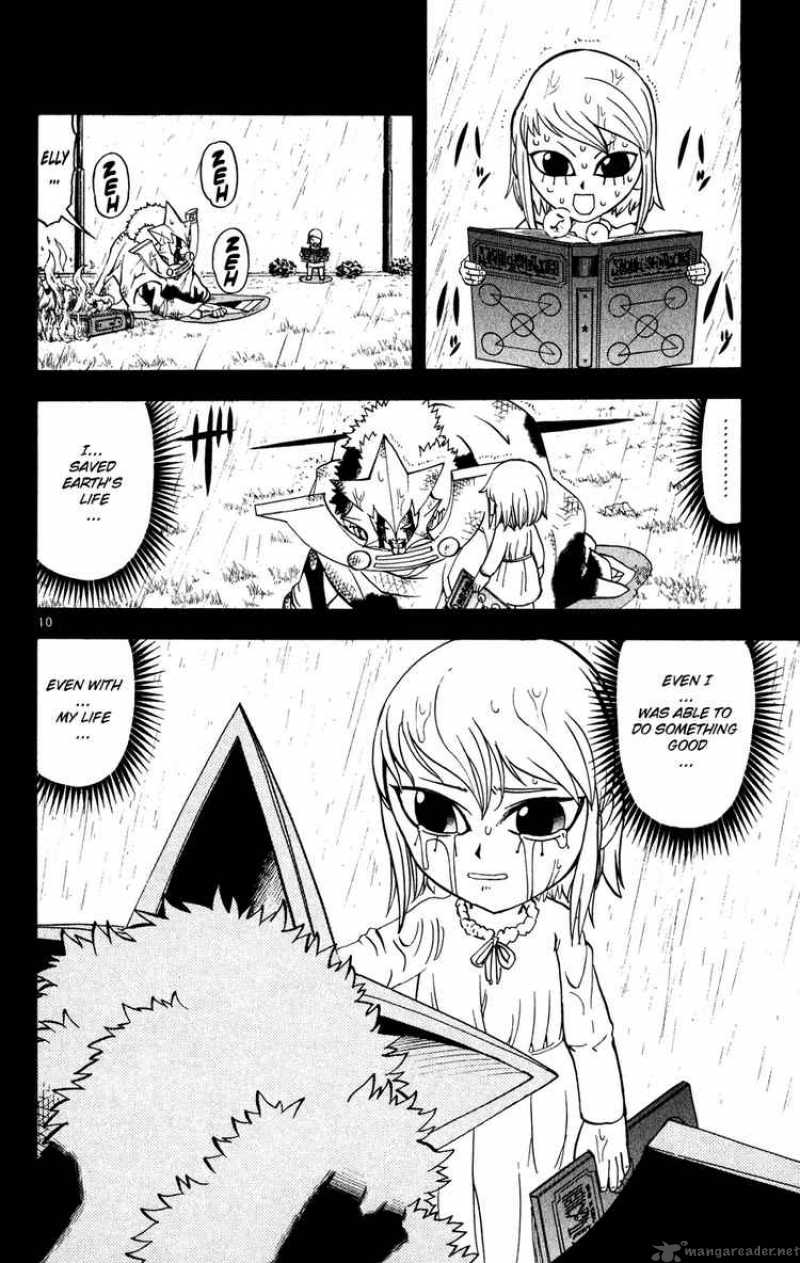 ELLY
...
ZEH
ZEH
ZEH
.........
I...
SAVED
EARTH'S
LIFE
...
10
EVEN I
...
WAS ABLE TO
DO SOMETHING
GOOD
...
EVEN WITH
...
MY LIFE
...
mangareader.net